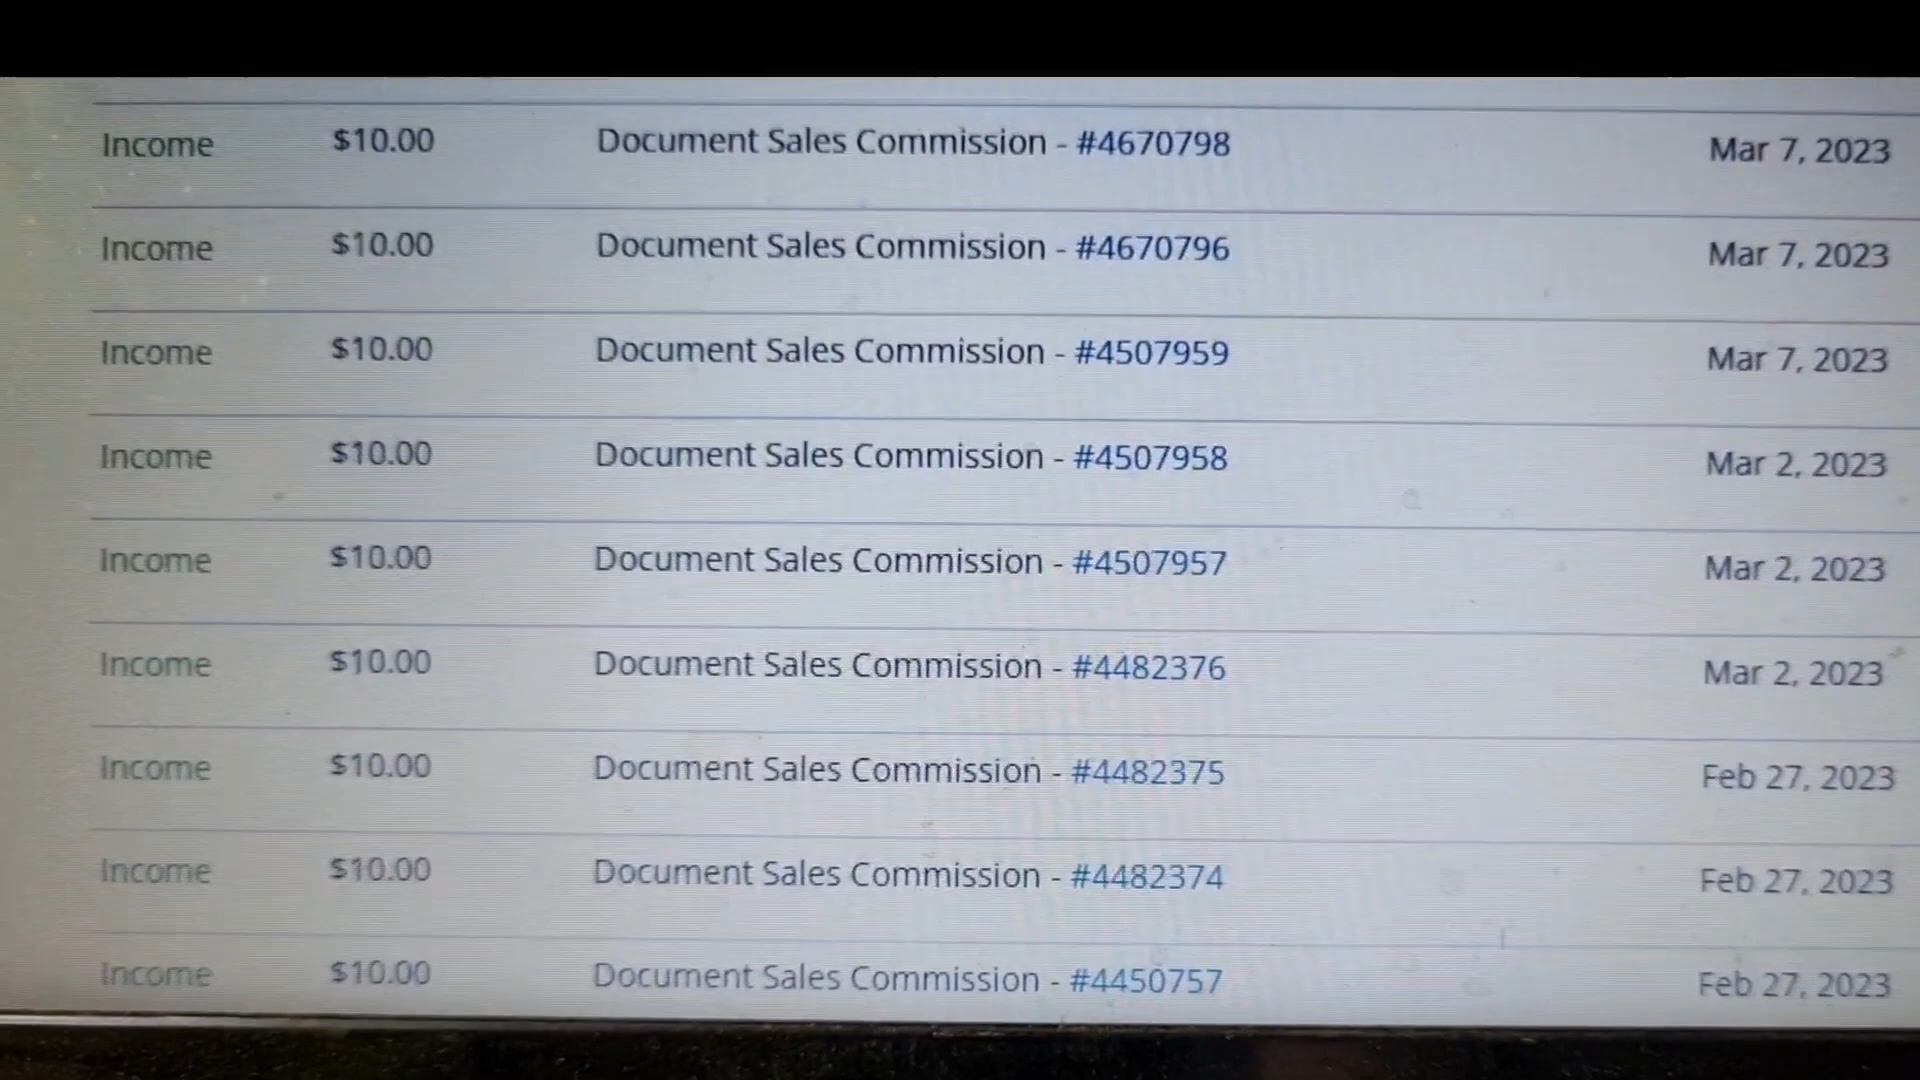 Income $10.00 Document Sales Commission - #4670798 Mar 7, 2023
Income $10.00 Document Sales Commission - #4670796 Mar 7, 2023
Income $10.00 Document Sales Commission - #4507959 Mar 7, 2023
Income $10.00 Document Sales Commission - #4507958 Mar 2, 2023
Income $10.00 Document Sales Commission - #4507957 Mar 2, 2023
Income $10.00 Document Sales Commission - #4482376 Mar 2, 2023
Income $10.00 Document Sales Commission - #4482375 Feb 27, 2023
Income $10.00 Document Sales Commission - #4482374 Feb 27, 2023
Income $10.00 Document Sales Commission - #4450757 Feb 27, 2023